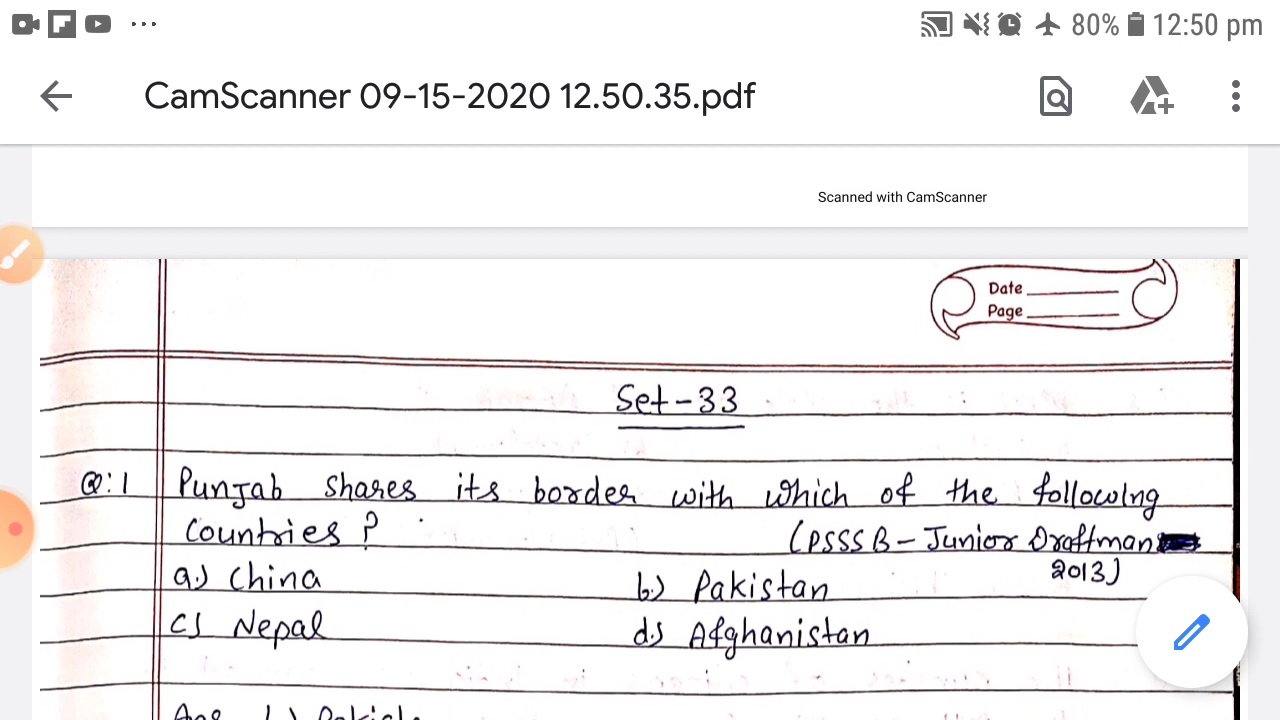 80% 12:50 pm
CamScanner 09-15-2020 12.50.35.pdf
Scanned with CamScanner
Date
Page
Set-33
Q:1 Punjab shares its border with which of the following
Countries? (PSSSB - Junior Draftman
2013)
a.) China b.) Pakistan
c) Nepal d.) Afghanistan